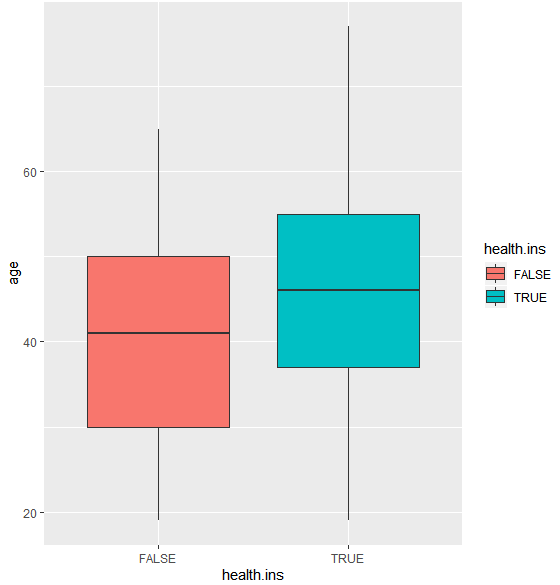 age
60
40
20
FALSE
TRUE
health.ins
health.ins
FALSE
TRUE